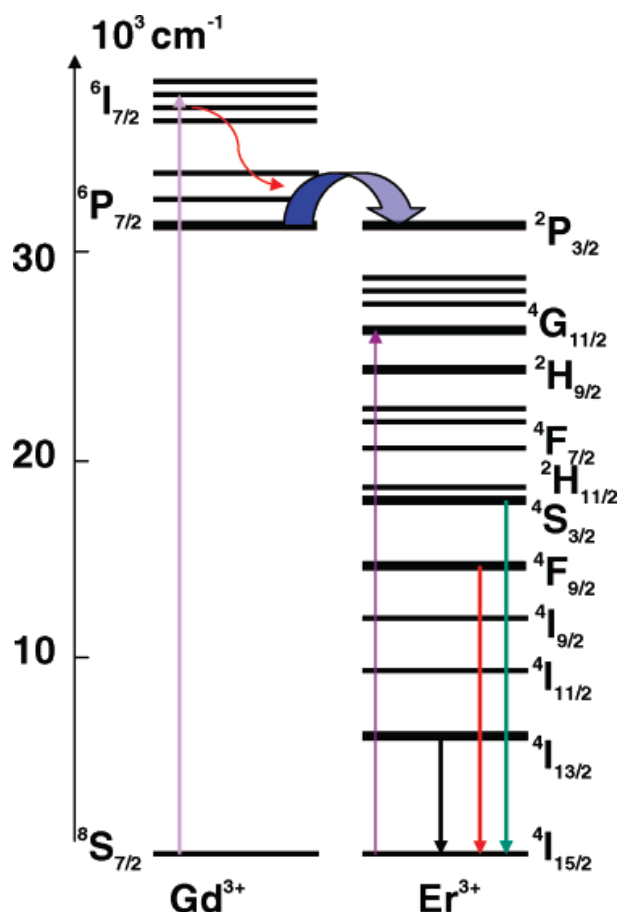 10³ cm⁻¹
⁶I₇/₂
⁶P₇/₂
30
20
10
⁸S₇/₂
²P₃/₂
⁴G₁₁/₂
²H₉/₂
⁴F₇/₂
²H₁₁/₂
⁴S₃/₂
⁴F₉/₂
⁴I₉/₂
⁴I₁₁/₂
⁴I₁₃/₂
⁴I₁₅/₂
Gd³⁺
Er³⁺